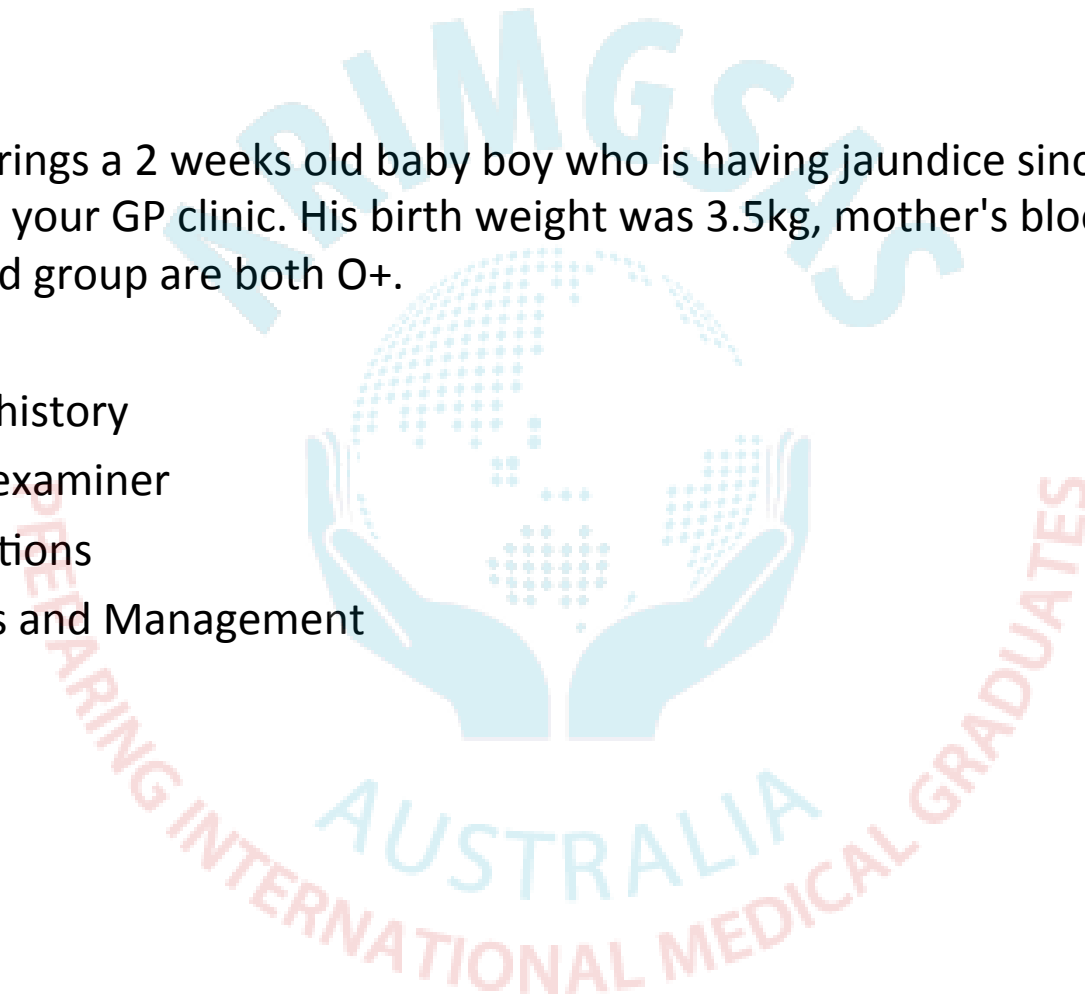 ARIMGSAS
rings a 2 weeks old baby boy who is having jaundice sinc
your GP clinic. His birth weight was 3.5kg, mother's bloo
d group are both O+.
history
examiner
tions
s and Management
AUSTRALIA
PREPARING INTERNATIONAL MEDICAL GRADUATES